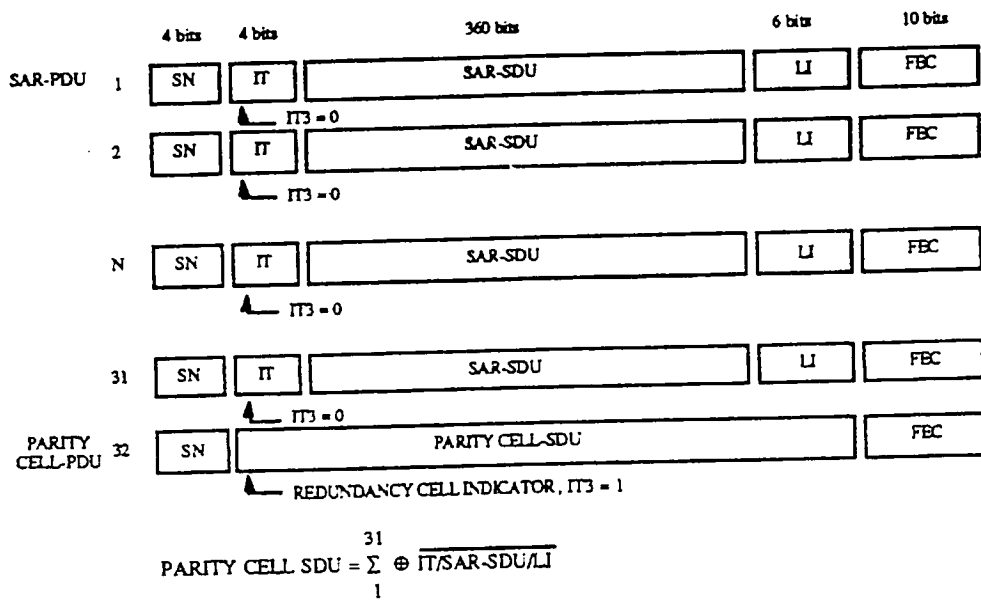 4 bits 4 bits 360 bits 6 bits 10 bits
SAR-PDU 1 SN IT SAR-SDU LI FEC
IT3 = 0
2 SN IT SAR-SDU LI FEC
IT3 = 0
N SN IT SAR-SDU LI FEC
IT3 = 0
31 SN IT SAR-SDU LI FEC
IT3 = 0
PARITY
CELL-PDU 32 SN PARITY CELL-SDU FEC
REDUNDANCY CELL INDICATOR, IT3 = 1
31
PARITY CELL SDU = Σ ⊕ IT/SAR-SDU/LI
1